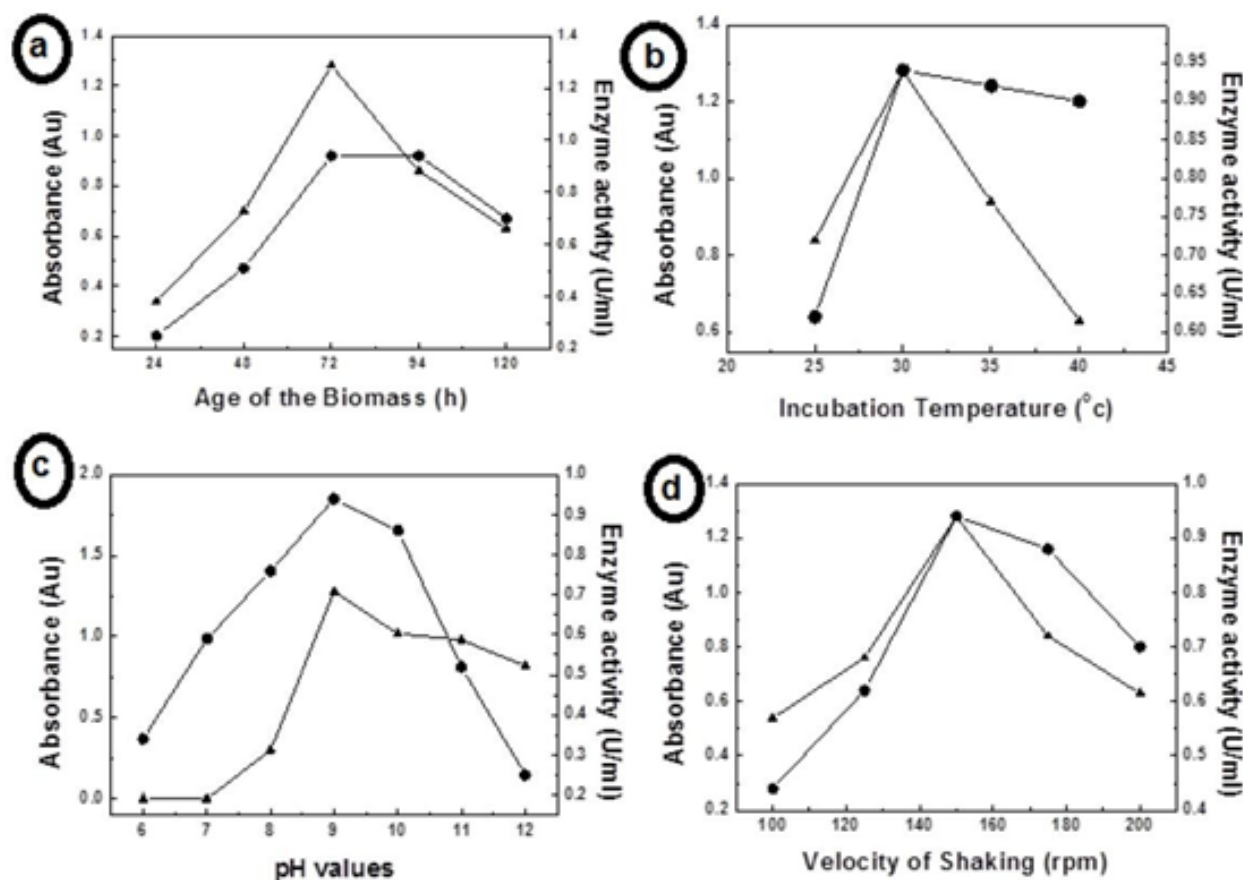 a
1.4
1.2
1.0
0.8
0.6
0.4
0.2
Absorbance (Au)
1.4
1.2
1.0
0.8
0.6
0.4
0.2
Enzyme activity (U/ml)
24 48 72 94 120
Age of the Biomass (h)
b
1.4
1.2
1.0
0.8
0.6
Absorbance (Au)
0.95
0.90
0.85
0.80
0.75
0.70
0.65
0.60
Enzyme activity (U/ml)
20 25 30 35 40 45
Incubation Temperature (°c)
c
2.0
1.5
1.0
0.5
0.0
Absorbance (Au)
1.0
0.9
0.8
0.7
0.6
0.5
0.4
0.3
0.2
Enzyme activity (U/ml)
6 7 8 9 10 11 12
pH values
d
1.4
1.2
1.0
0.8
0.6
0.4
0.2
Absorbance (Au)
1.0
0.9
0.8
0.7
0.6
0.5
0.4
Enzyme activity (U/ml)
100 120 140 160 180 200
Velocity of Shaking (rpm)